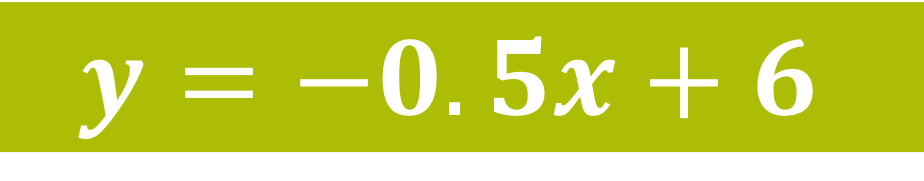 y = −0.5x + 6